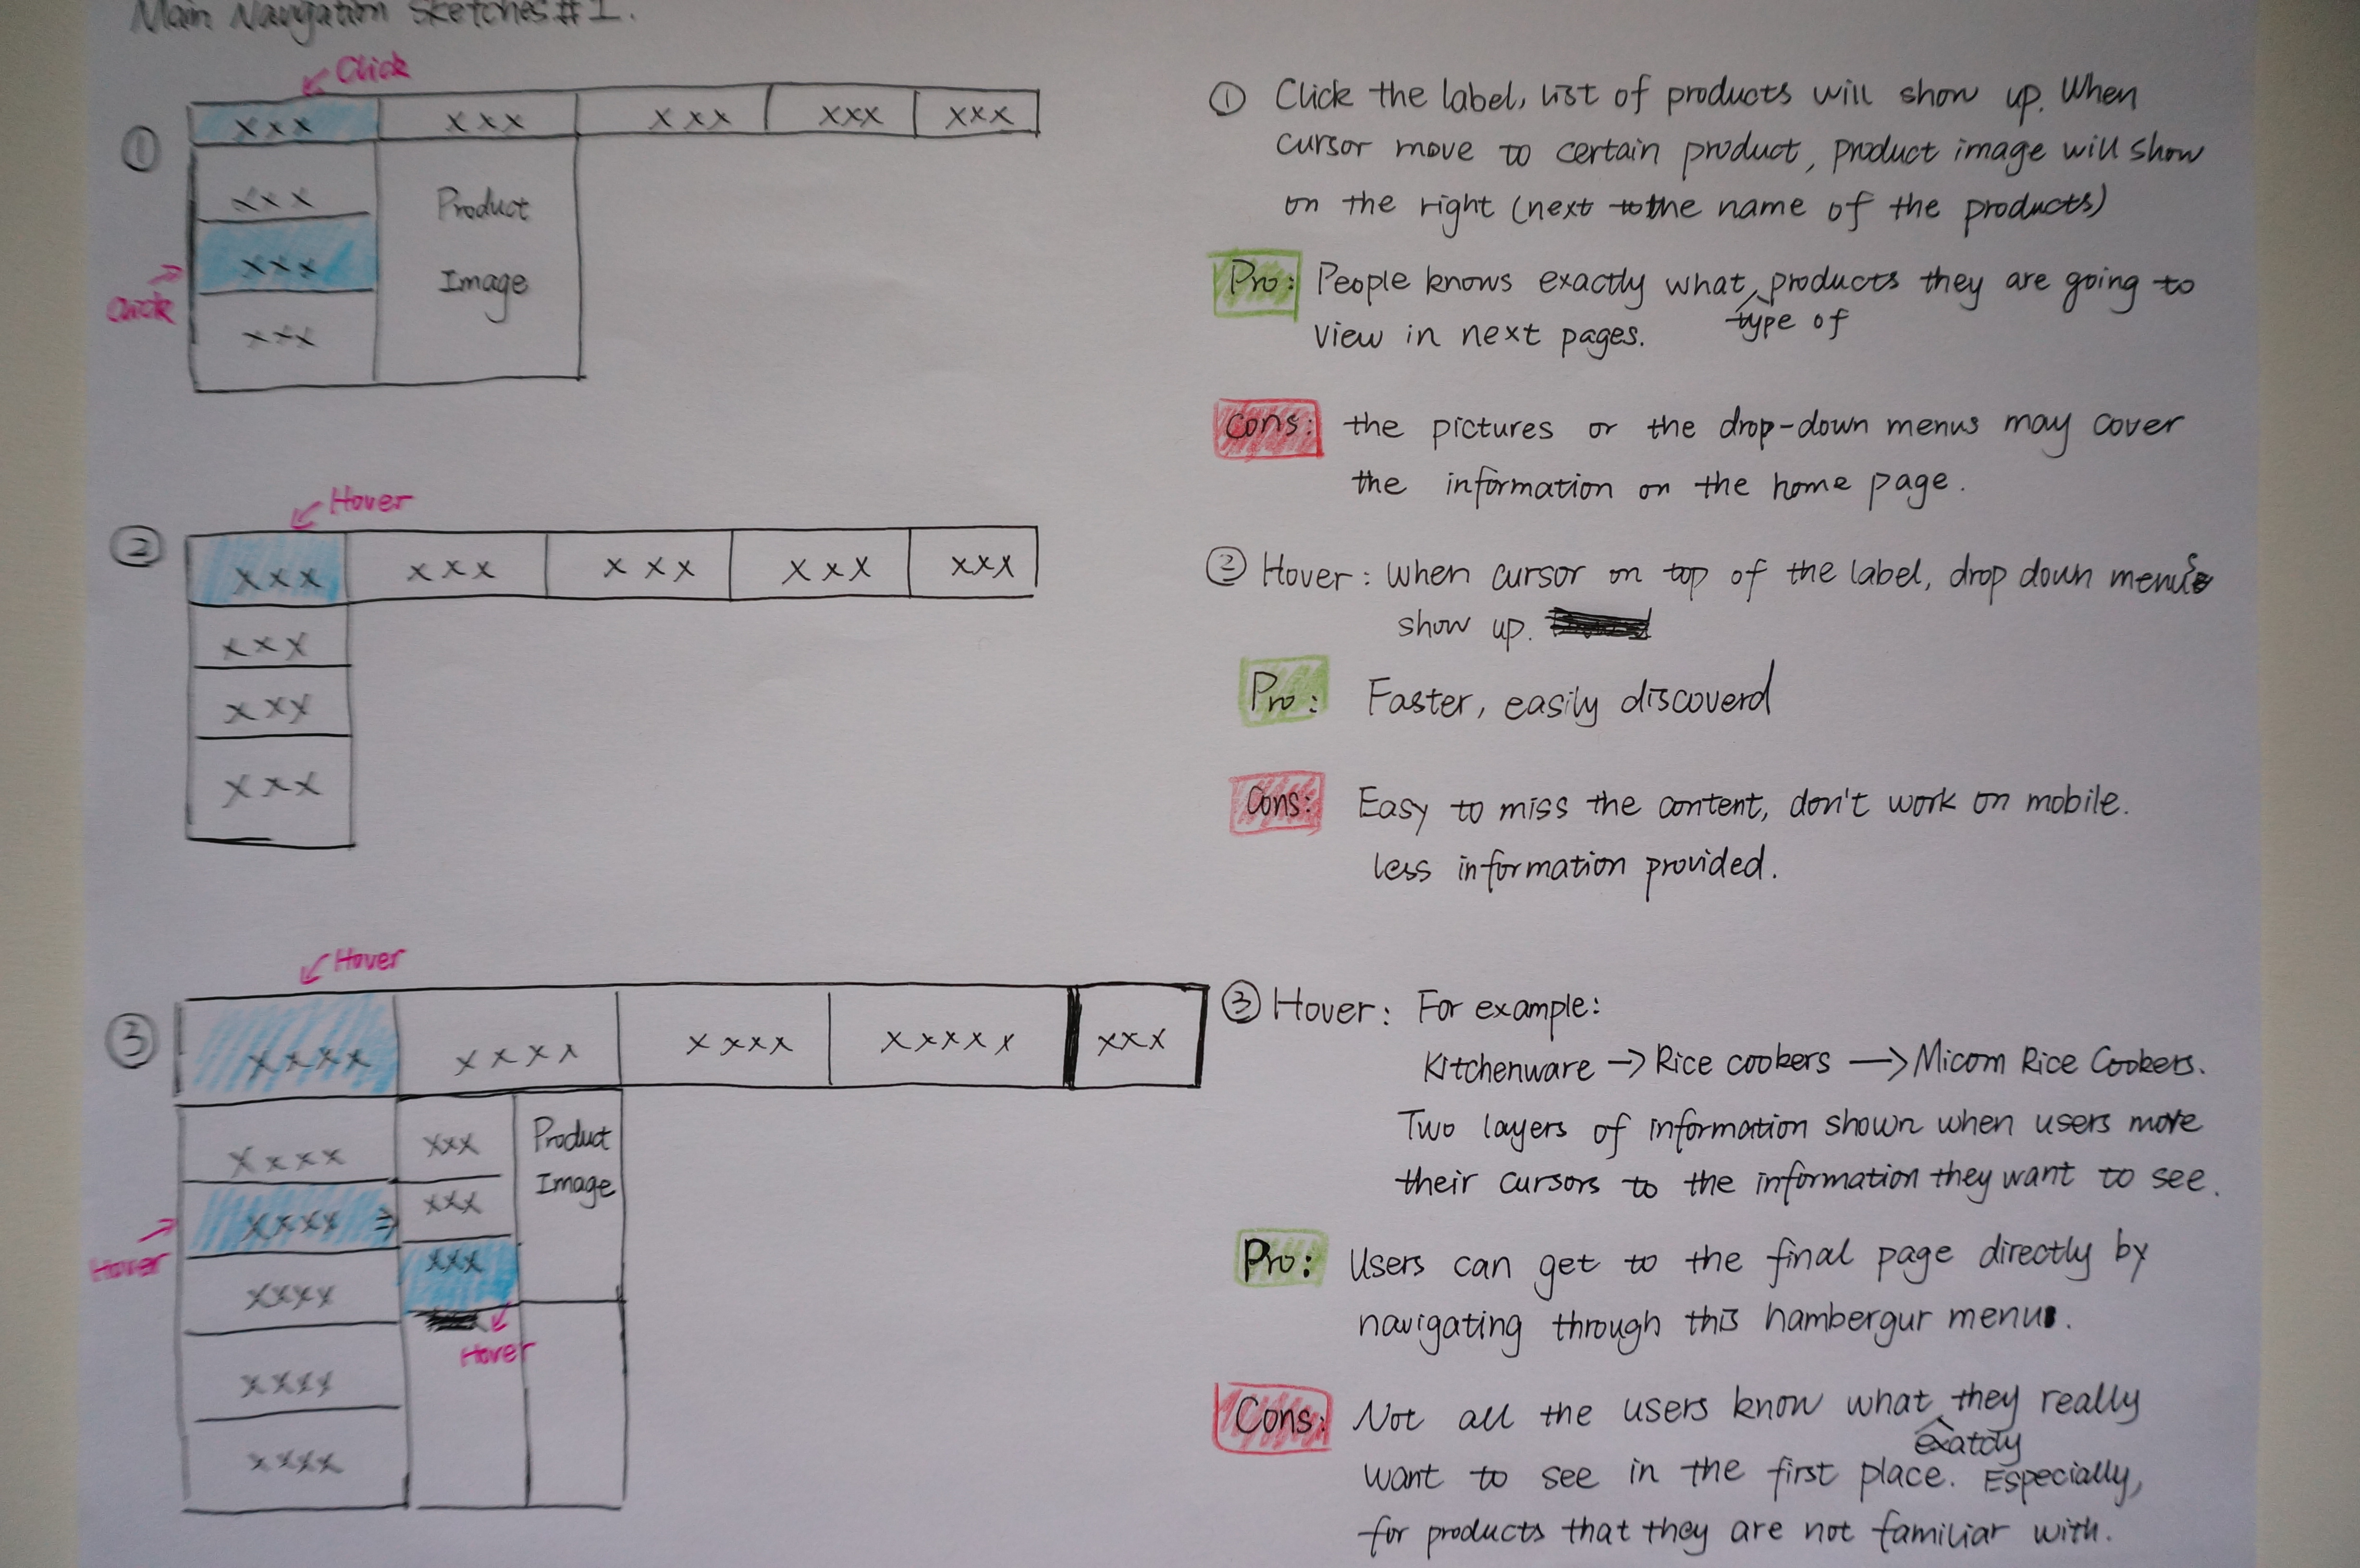 Main Navigation Sketches #1.
Click
①
xxx xxx xxx xxx xxx
xxx
xxx
xxx
Click
Product
Image
① Click the label, list of products will show up. When
cursor move to certain product, product image will show
on the right (next to the name of the products)
Pro: People knows exactly what products they are going to
type of
view in next pages.
Cons: the pictures or the drop-down menus may cover
the information on the home page.
Hover
②
xxx xxx xxx xxx xxx
xxx
xxx
xxx
② Hover: When cursor on top of the label, drop down menus
show up.
Pro: Faster, easily discoverd
Cons: Easy to miss the content, don't work on mobile.
less information provided.
Hover
③
xxxx xxxx xxxx xxxxx xxx
xxxx
xxxx ⇒
xxxx
xxxx
xxxx
Hover
xxx
xxx
xxx
Hover
Product
Image
③ Hover: For example:
Kitchenware → Rice cookers → Micom Rice Cookers.
Two layers of information shown when users move
their cursors to the information they want to see.
Pro: Users can get to the final page directly by
navigating through this hambergur menu.
Cons: Not all the users know what they really
exatcly
want to see in the first place. Especially,
for products that they are not familiar with.